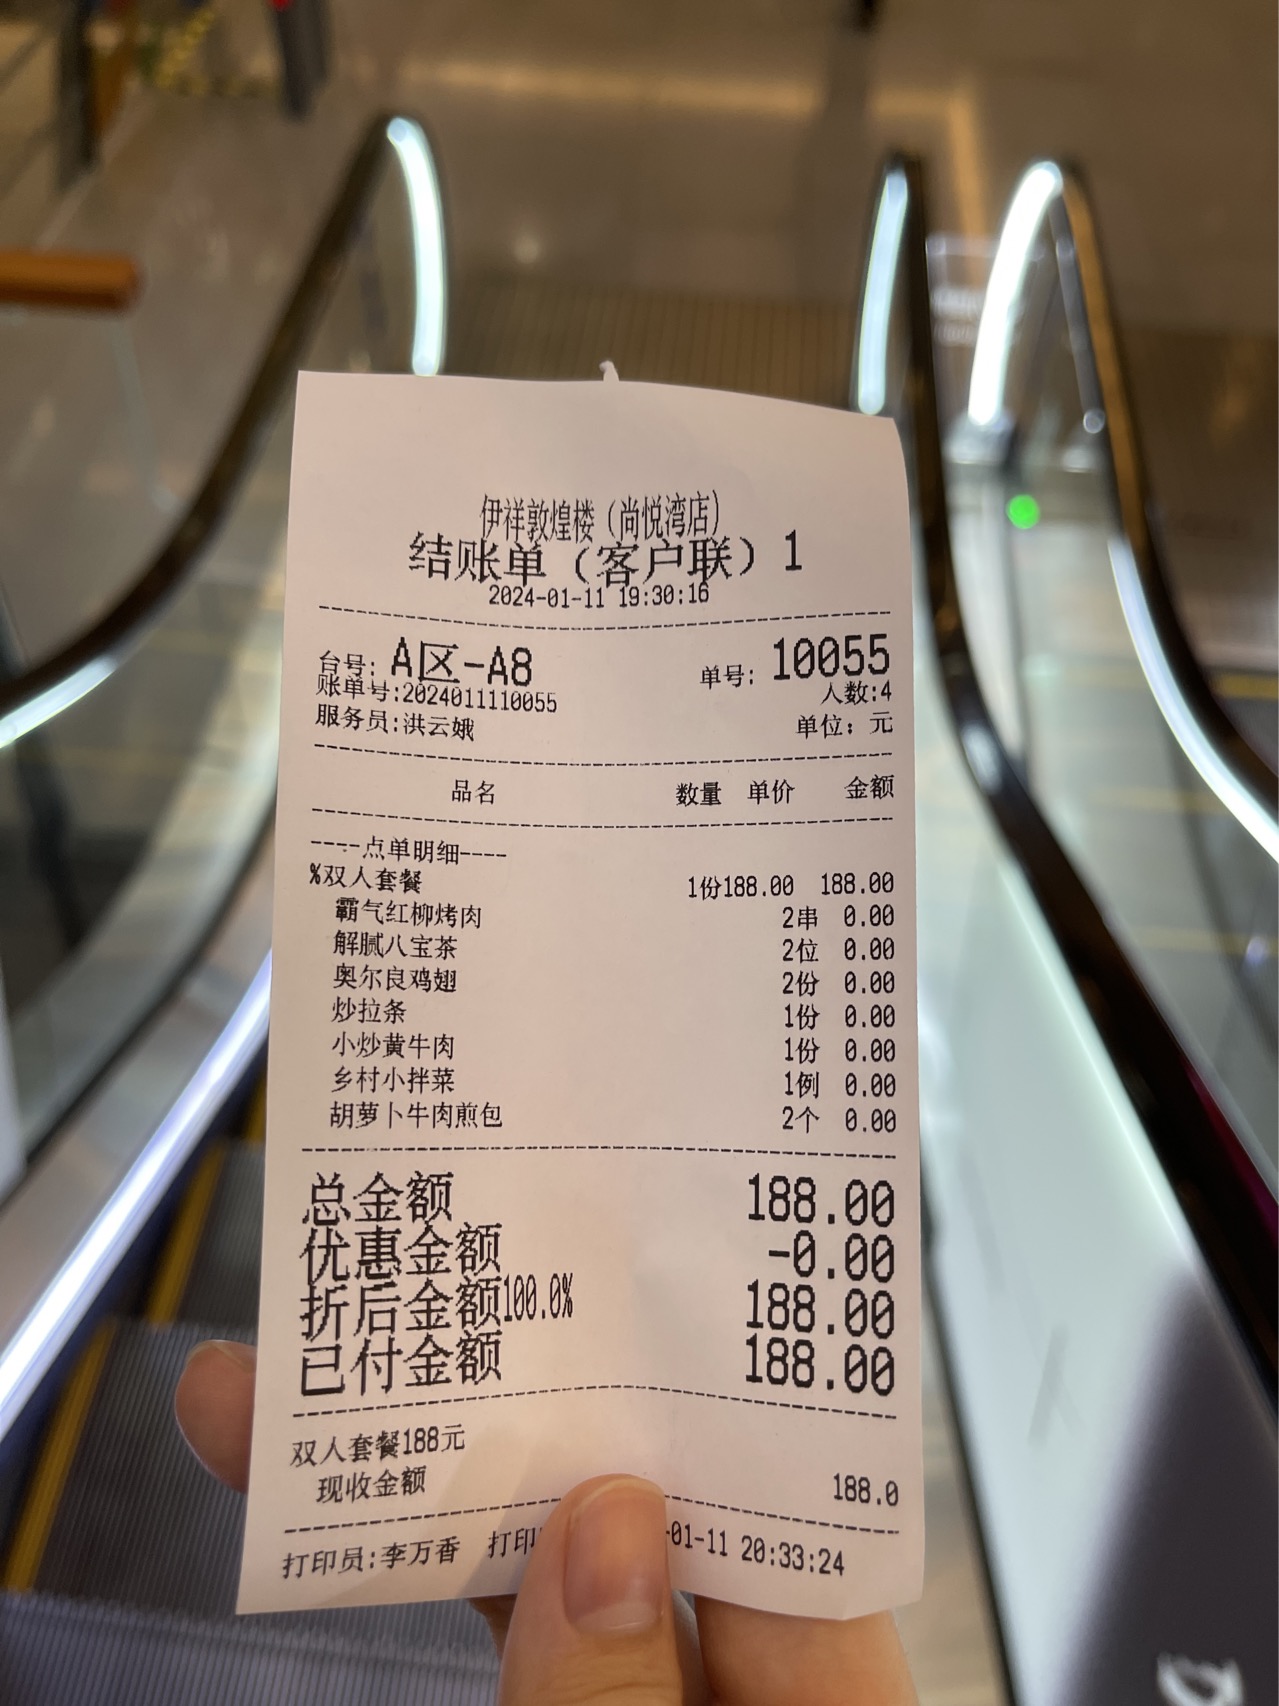 伊祥敦煌楼（尚悦湾店）
结账单（客户联）1
2024-01-11 19:30:16
台号: A区-A8 单号: 10055
账单号:2024011110055 人数:4
服务员:洪云娥 单位: 元
品名 数量 单价 金额
----点单明细----
%双人套餐 1份188.00 188.00
霸气红柳烤肉 2串 0.00
解腻八宝茶 2位 0.00
奥尔良鸡翅 2份 0.00
炒拉条 1份 0.00
小炒黄牛肉 1份 0.00
乡村小拌菜 1例 0.00
胡萝卜牛肉煎包 2个 0.00
总金额 188.00
优惠金额 -0.00
折后金额100.0% 188.00
已付金额 188.00
双人套餐188元
现收金额 188.0
打印员:李万香 打印 -01-11 20:33:24